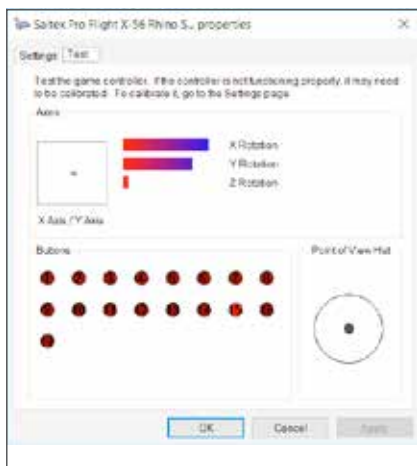 Saitek Pro Flight X-56 Rhino S... properties
Settings Test
Test the game controller. If the controller is not functioning properly, it may need
to be calibrated. To calibrate it, go to the Settings page.
Axes
X Rotation
Y Rotation
Z Rotation
X Axis / Y Axis
Buttons
Point of View Hat
OK
Cancel
Apply